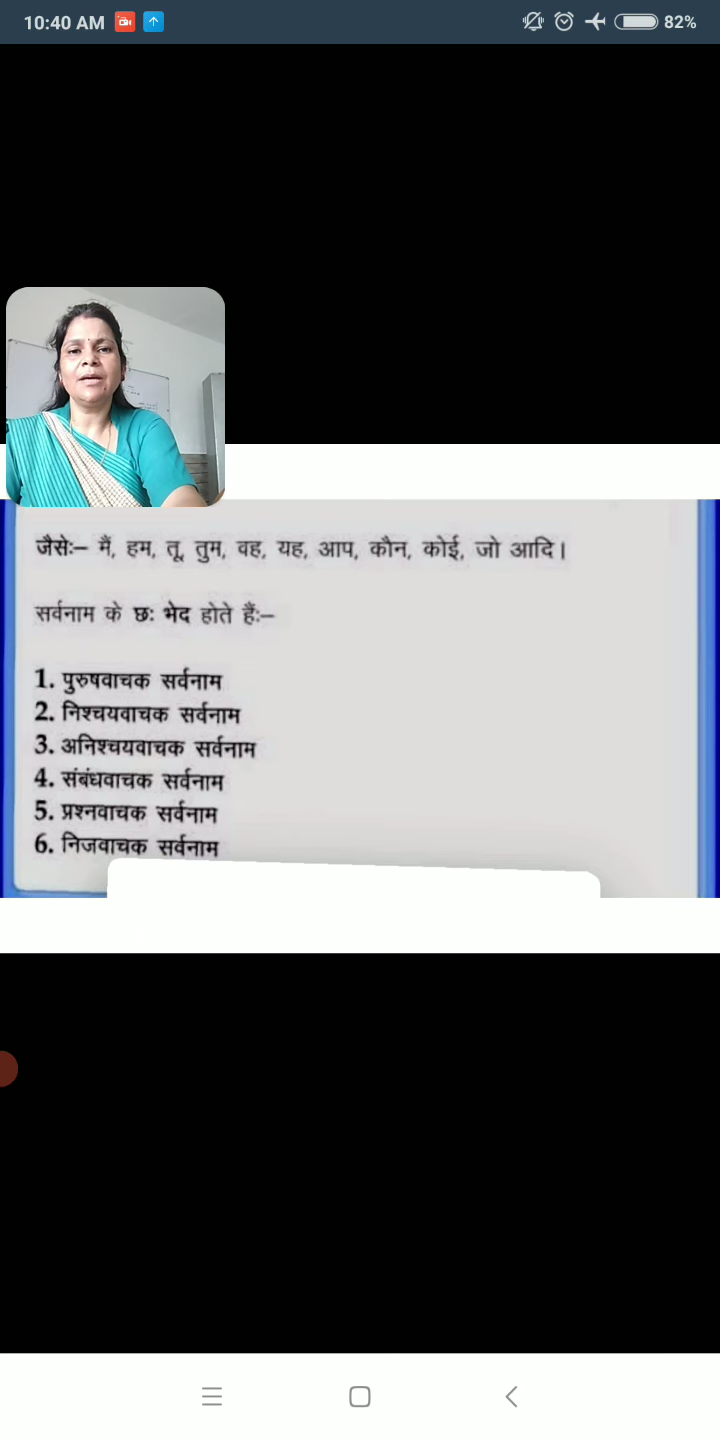 10:40 AM 82%
जैसेः– मैं, हम, तू, तुम, वह, यह, आप, कौन, कोई, जो आदि।
सर्वनाम के छः भेद होते हैंः–
1. पुरुषवाचक सर्वनाम
2. निश्चयवाचक सर्वनाम
3. अनिश्चयवाचक सर्वनाम
4. संबंधवाचक सर्वनाम
5. प्रश्नवाचक सर्वनाम
6. निजवाचक सर्वनाम